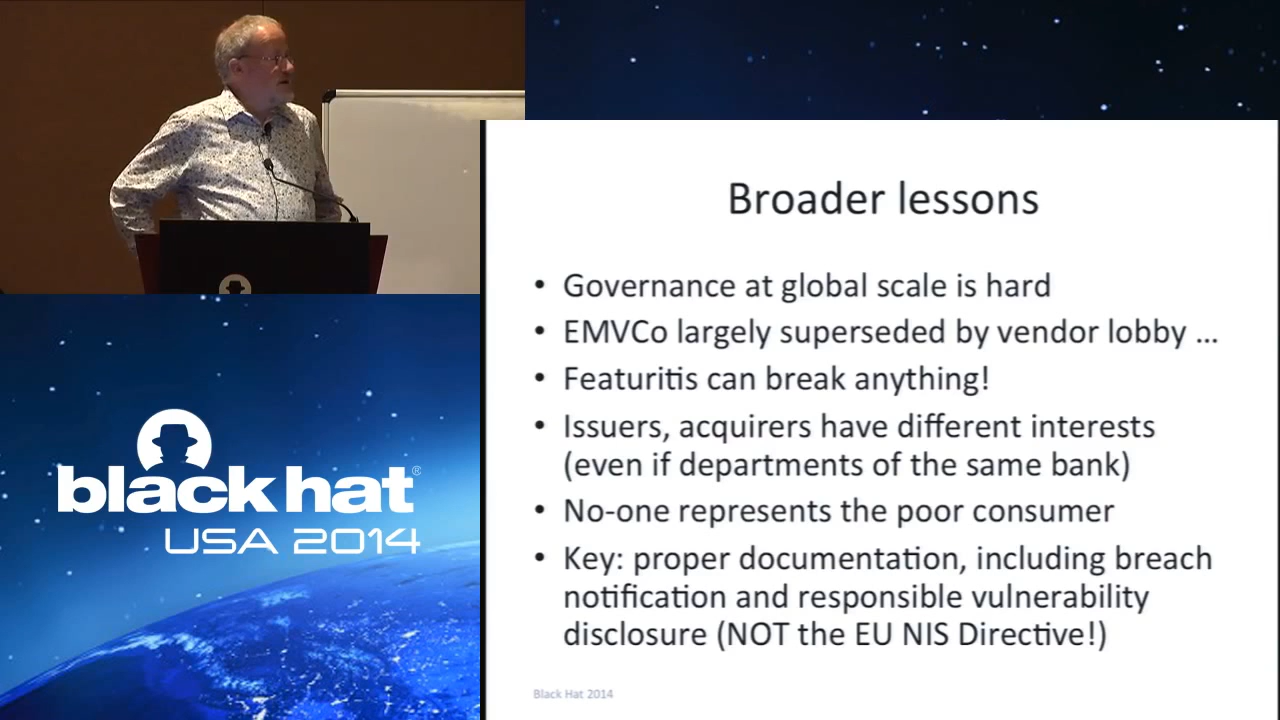 Broader lessons
• Governance at global scale is hard
• EMVCo largely superseded by vendor lobby ...
• Featuritis can break anything!
• Issuers, acquirers have different interests
(even if departments of the same bank)
• No-one represents the poor consumer
• Key: proper documentation, including breach
notification and responsible vulnerability
disclosure (NOT the EU NIS Directive!)
Black Hat 2014
black hat®
USA 2014